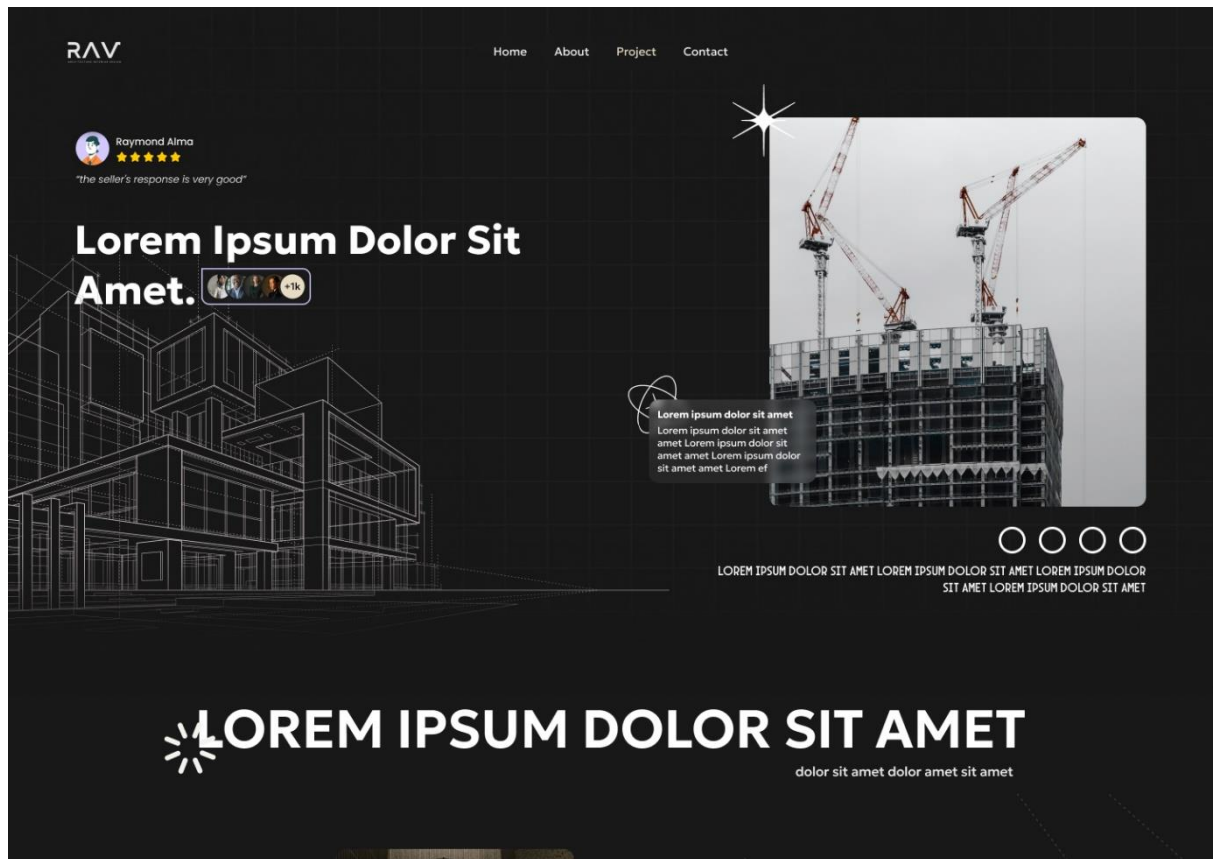 RAV
Home About Project Contact
Raymond Alma
“the seller's response is very good”
Lorem Ipsum Dolor Sit
Amet.
+1k
Lorem ipsum dolor sit amet
Lorem ipsum dolor sit amet
amet Lorem ipsum dolor sit
amet amet Lorem ipsum dolor
sit amet amet Lorem ef
LOREM IPSUM DOLOR SIT AMET LOREM IPSUM DOLOR SIT AMET LOREM IPSUM DOLOR
SIT AMET LOREM IPSUM DOLOR SIT AMET
LOREM IPSUM DOLOR SIT AMET
dolor sit amet dolor amet sit amet